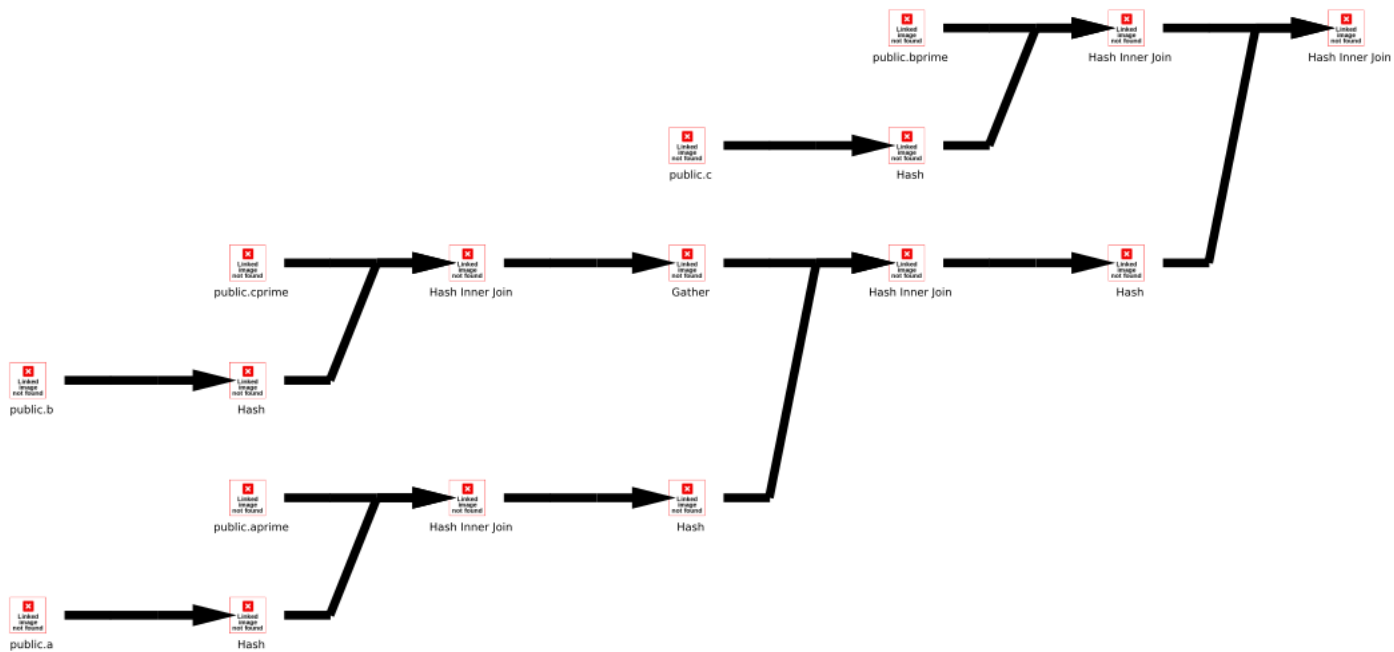 Linked
image
not found
Linked
image
not found
Linked
image
not found
public.bprime
Hash Inner Join
Hash Inner Join
Linked
image
not found
Linked
image
not found
public.c
Hash
Linked
image
not found
Linked
image
not found
Linked
image
not found
Linked
image
not found
Linked
image
not found
public.cprime
Hash Inner Join
Gather
Hash Inner Join
Hash
Linked
image
not found
Linked
image
not found
public.b
Hash
Linked
image
not found
Linked
image
not found
Linked
image
not found
public.aprime
Hash Inner Join
Hash
Linked
image
not found
Linked
image
not found
public.a
Hash